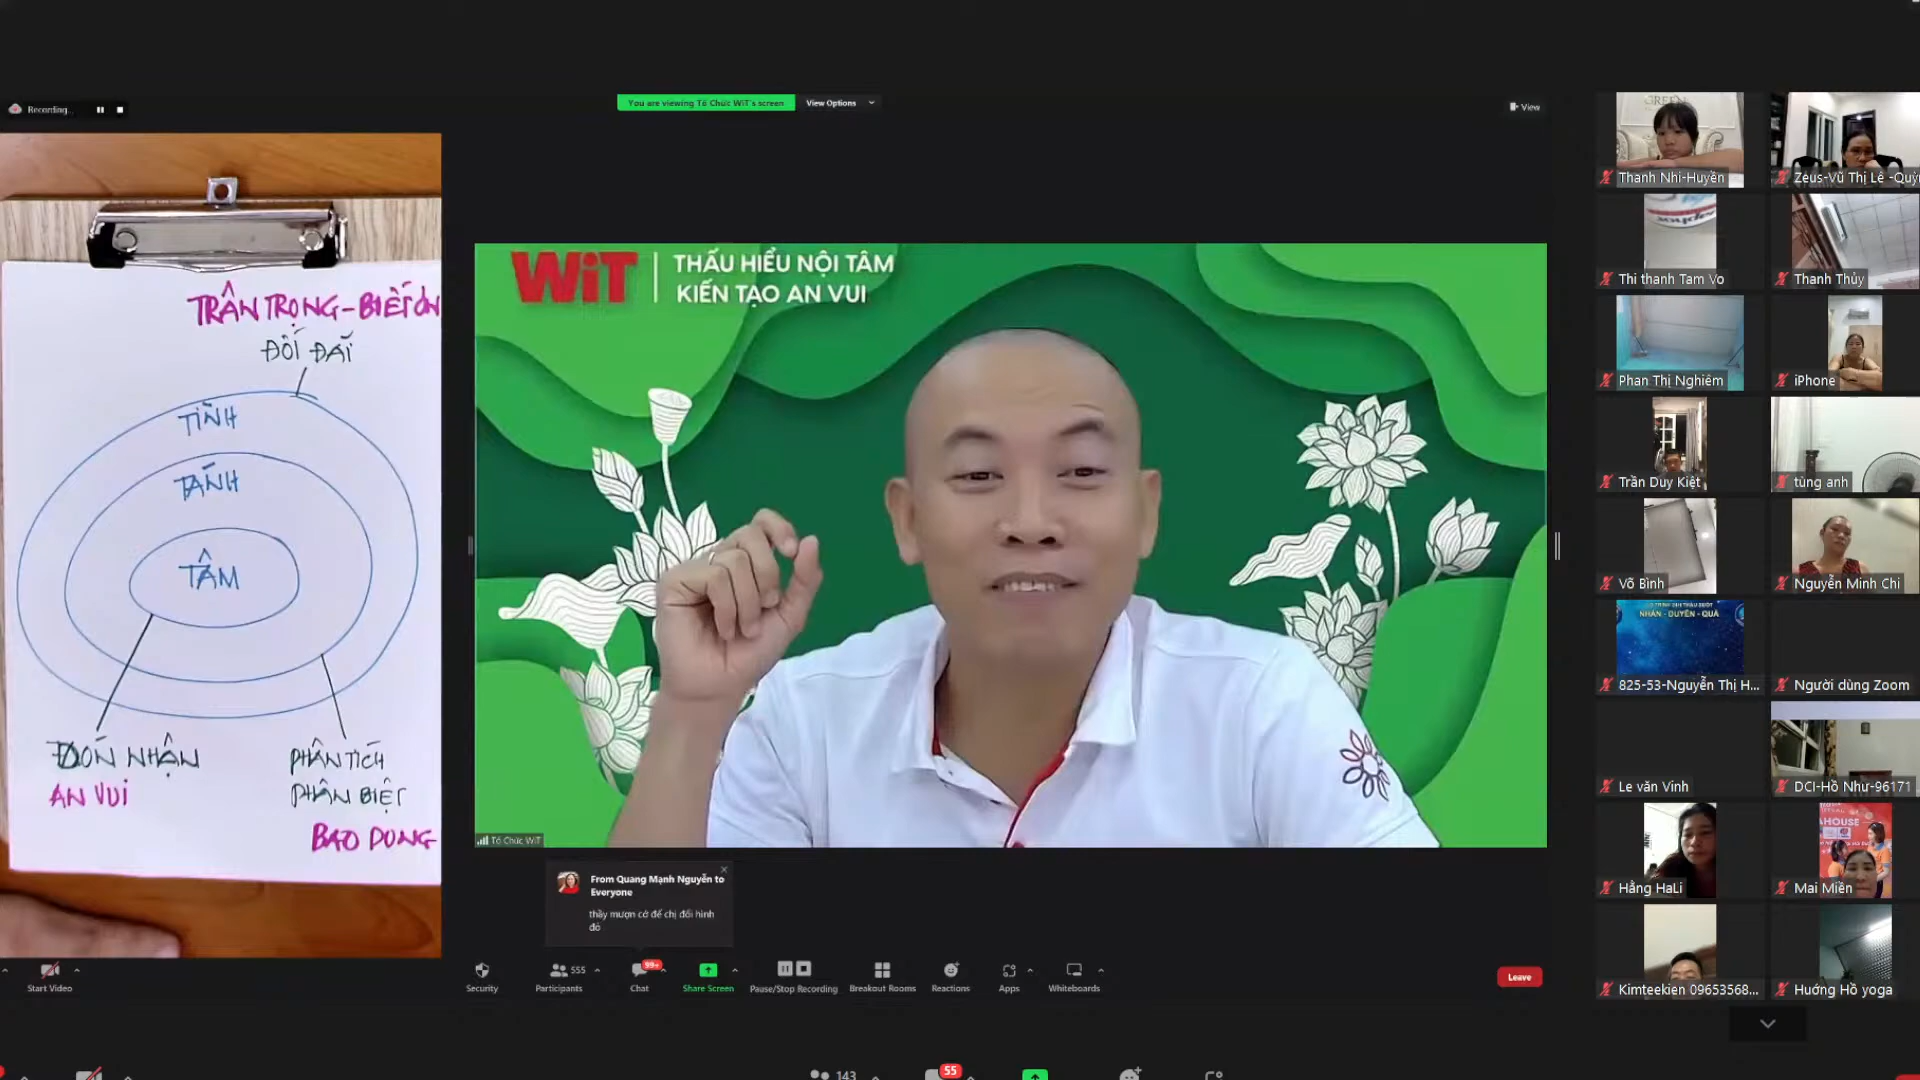 Recording...
You are viewing Tổ Chức WiT's screen
View Options
View
TRÂN TRỌNG - BIẾT ƠN
ĐỐI ĐÃI
TÌNH
TÁNH
TÂM
ĐÓN NHẬN
AN VUI
PHÂN TÍCH
PHÂN BIỆT
BAO DUNG
WiT
THẤU HIỂU NỘI TÂM
KIẾN TẠO AN VUI
Tổ Chức WiT
From Quang Mạnh Nguyễn to
Everyone
thầy mượn cớ để chị đổi hình
đó
Start Video
Security
555
Participants
99+
Chat
Share Screen
Pause/Stop Recording
Breakout Rooms
Reactions
Apps
Whiteboards
Leave
GREEN
Thanh Nhi-Huyền
Zeus-Vũ Thị Lê -Quỳn
Thi thanh Tam Vo
Thanh Thủy
Phan Thị Nghiêm
iPhone
Trần Duy Kiệt
tùng anh
Võ Bình
Nguyễn Minh Chi
NHÂN - DUYÊN - QUẢ
825-53-Nguyễn Thị H...
Người dùng Zoom
Le văn Vinh
DCI-Hồ Như-96171
Hằng HaLi
AHOUSE
Mai Miền
Kimteekien 09653568...
Hướng Hồ yoga
143
55